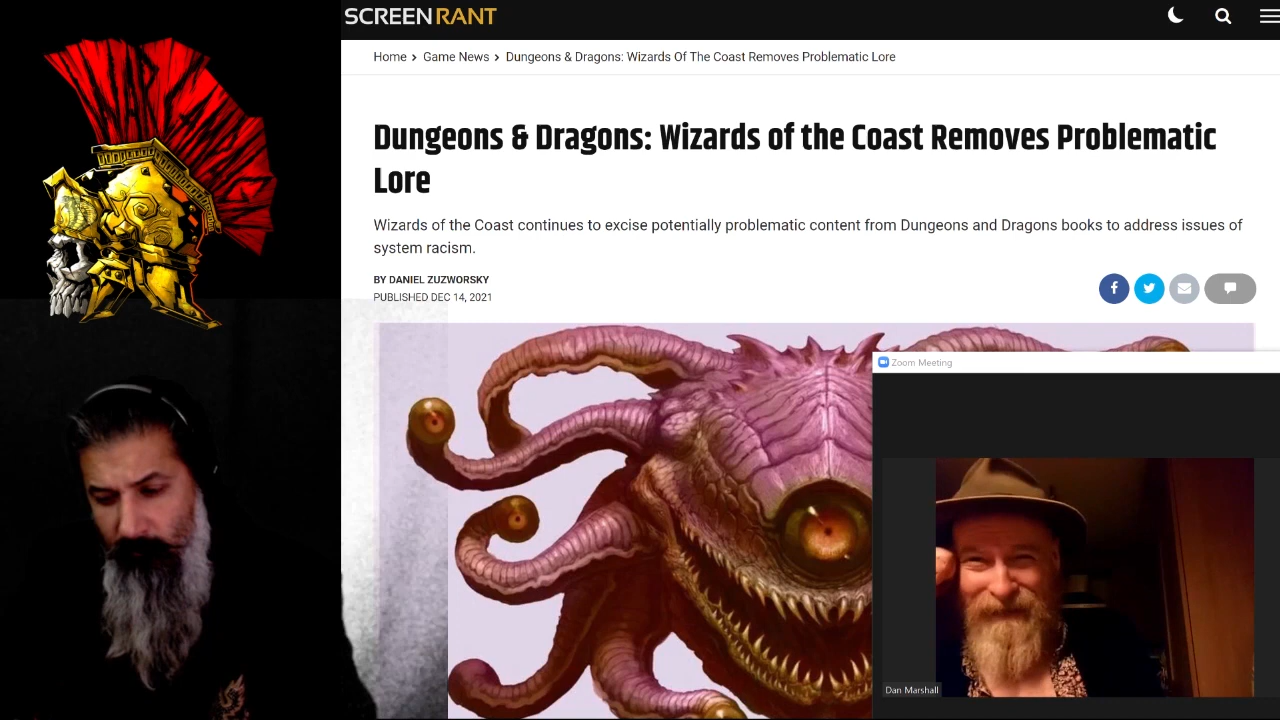 SCREENRANT
Home > Game News > Dungeons & Dragons: Wizards Of The Coast Removes Problematic Lore
Dungeons & Dragons: Wizards of the Coast Removes Problematic
Lore
Wizards of the Coast continues to excise potentially problematic content from Dungeons and Dragons books to address issues of
system racism.
BY DANIEL ZUZWORSKY
PUBLISHED DEC 14, 2021
Zoom Meeting
Dan Marshall